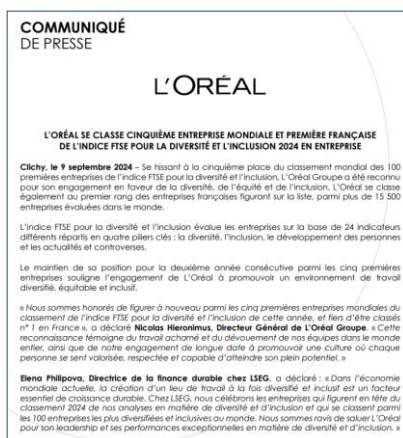 COMMUNIQUÉ
DE PRESSE
L'ORÉAL
L'ORÉAL SE CLASSE CINQUIÈME ENTREPRISE MONDIALE ET PREMIÈRE FRANÇAISE
DE L'INDICE FTSE POUR LA DIVERSITÉ ET L'INCLUSION 2024 EN ENTREPRISE
Clichy, le 9 septembre 2024 – Se hissant à la cinquième place du classement mondial des 100
premières entreprises de l'indice FTSE pour la diversité et l'inclusion, L'Oréal Groupe a été reconnu
pour son engagement en faveur de la diversité, de l'équité et de l'inclusion. L'Oréal se classe
également au premier rang des entreprises françaises figurant sur la liste, parmi plus de 15 500
entreprises évaluées dans le monde.
L'indice FTSE pour la diversité et l'inclusion évalue les entreprises sur la base de 24 indicateurs
différents répartis en quatre piliers clés : la diversité, l'inclusion, le développement des personnes
et les actualités et controverses.
Le maintien de sa position pour la deuxième année consécutive parmi les cinq premières
entreprises souligne l'engagement de L'Oréal à promouvoir un environnement de travail
diversifié, équitable et inclusif.
« Nous sommes honorés de figurer à nouveau parmi les cinq premières entreprises mondiales du
classement de l'indice FTSE pour la diversité et l'inclusion de cette année, et fiers d'être classés
n° 1 en France », a déclaré Nicolas Hieronimus, Directeur Général de L'Oréal Groupe. « Cette
reconnaissance témoigne du travail acharné et du dévouement de nos équipes dans le monde
entier, ainsi que de notre engagement de longue date à promouvoir une culture où chaque
personne se sent valorisée, respectée et capable d'atteindre son plein potentiel. »
Elena Philipova, Directrice de la finance durable chez LSEG, a déclaré : « Dans l'économie
mondiale actuelle, la création d'un lieu de travail à la fois diversifié et inclusif est un facteur
essentiel de croissance durable. Chez LSEG, nous célébrons les entreprises qui figurent en tête du
classement 2024 de nos analyses en matière de diversité et d'inclusion et qui se classent parmi
les 100 entreprises les plus diversifiées et inclusives au monde. Nous sommes ravis de saluer L'Oréal
pour son leadership et ses performances exceptionnelles en matière de diversité et d'inclusion. »